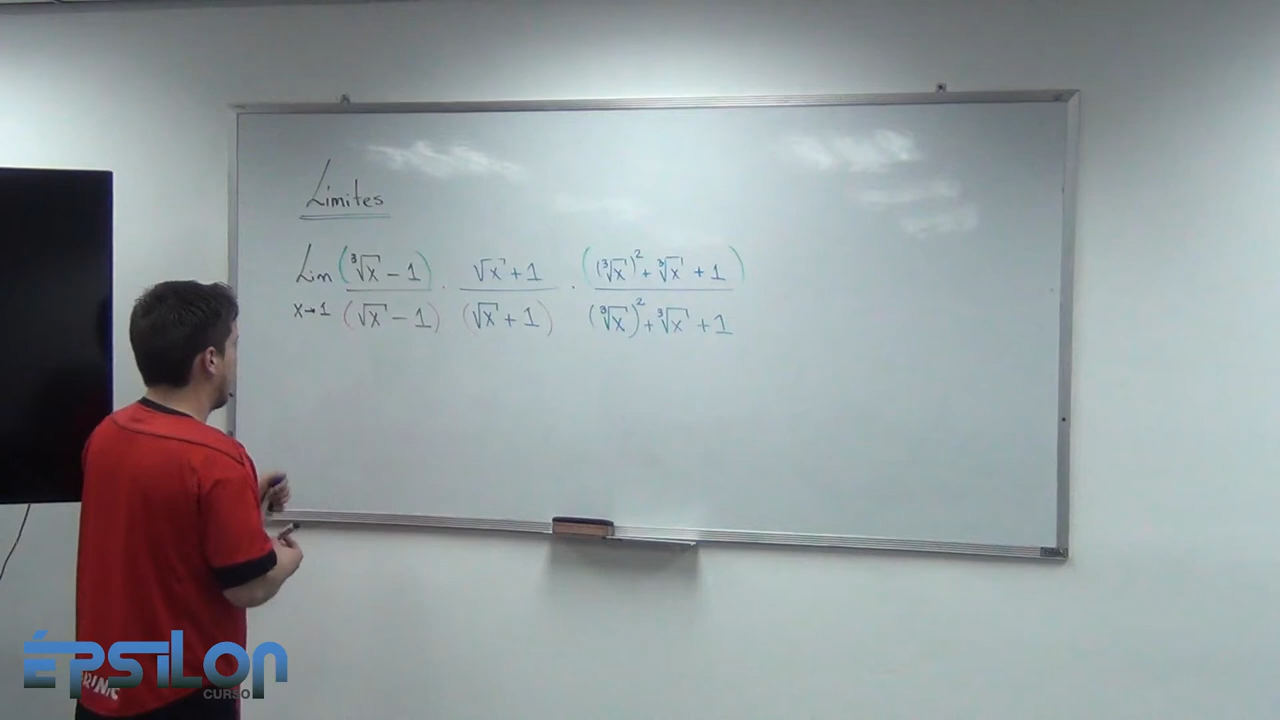 Limites
Lim (∛x - 1) / (√x - 1) · (√x + 1) / (√x + 1) · ((∛x)² + ∛x + 1) / ((∛x)² + ∛x + 1)
x→1
ÉPSILON
CURSO